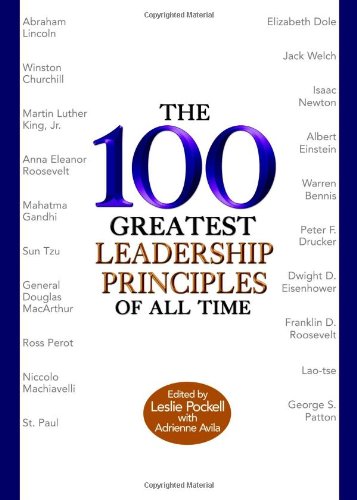 Copyrighted Material
Abraham
Lincoln
Winston
Churchill
Martin Luther
King, Jr.
Anna Eleanor
Roosevelt
Mahatma
Gandhi
Sun Tzu
General
Douglas
MacArthur
Ross Perot
Niccolo
Machiavelli
St. Paul
THE
100
GREATEST
LEADERSHIP
PRINCIPLES
OF ALL TIME
Edited by
Leslie Pockell
with
Adrienne Avila
Elizabeth Dole
Jack Welch
Isaac
Newton
Albert
Einstein
Warren
Bennis
Peter F.
Drucker
Dwight D.
Eisenhower
Franklin D.
Roosevelt
Lao-tse
George S.
Patton
Copyrighted Material